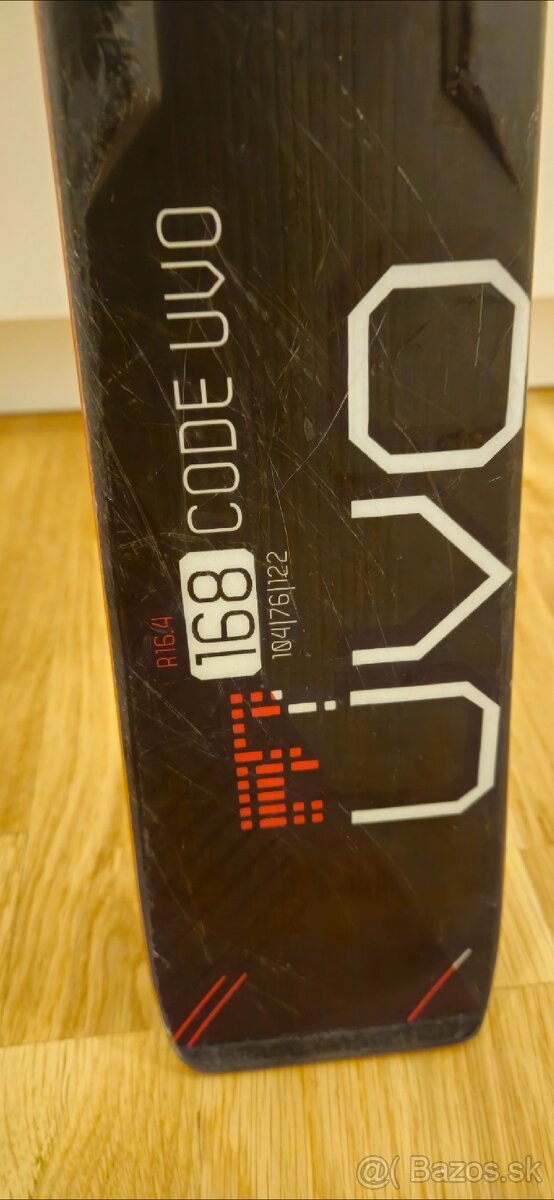 R16.4
168 CODE UVO
104|76|122
UVO
@( Bazos.sk